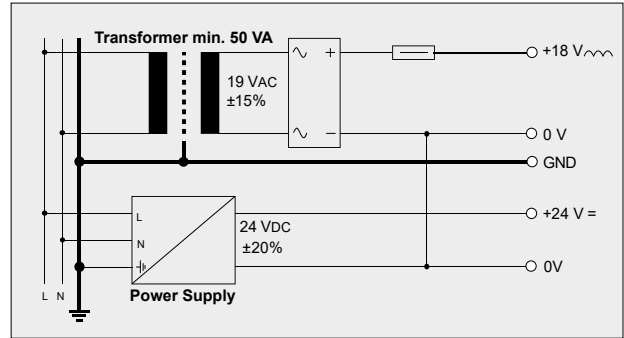 Transformer min. 50 VA
+18 V
19 VAC
±15%
0 V
GND
+24 V =
L
N
24 VDC
±20%
0V
L N
Power Supply